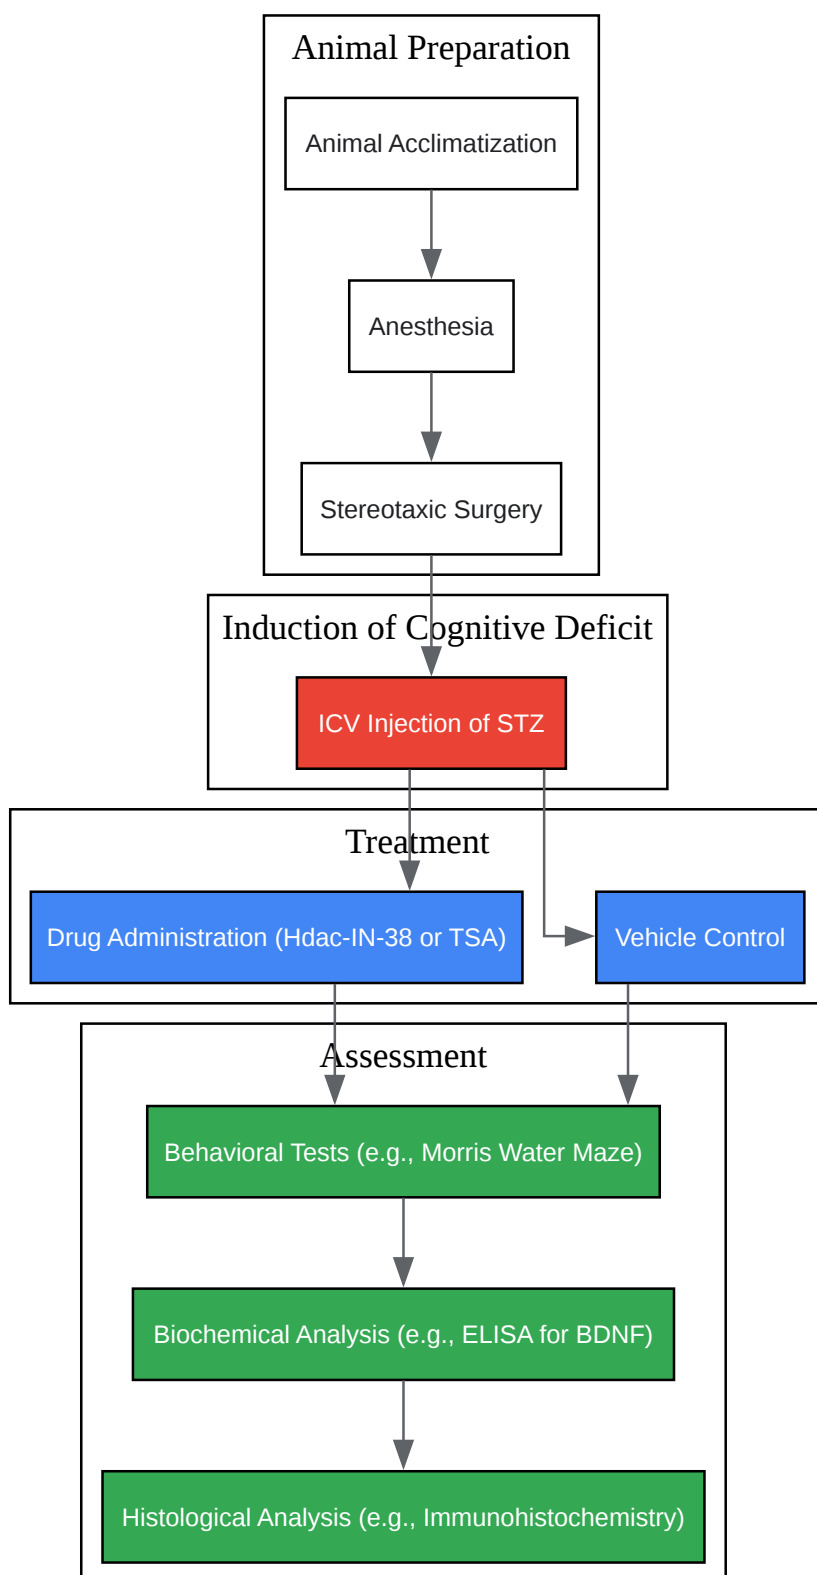 Animal Preparation
Animal Acclimatization
Anesthesia
Stereotaxic Surgery
Induction of Cognitive Deficit
ICV Injection of STZ
Treatment
Drug Administration (Hdac-IN-38 or TSA)
Vehicle Control
Assessment
Behavioral Tests (e.g., Morris Water Maze)
Biochemical Analysis (e.g., ELISA for BDNF)
Histological Analysis (e.g., Immunohistochemistry)